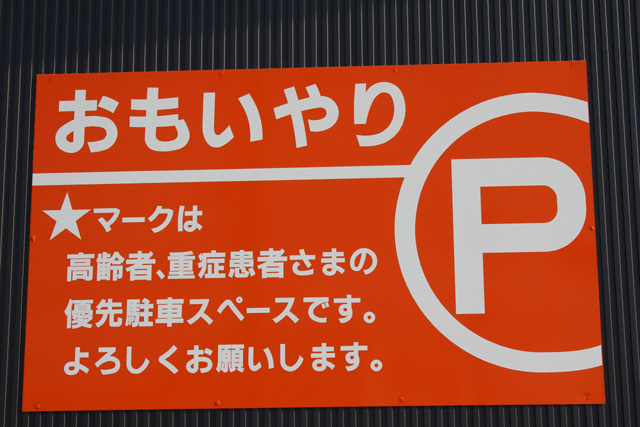 おもいやり
P
★マークは
高齢者、重症患者さまの
優先駐車スペースです。
よろしくお願いします。